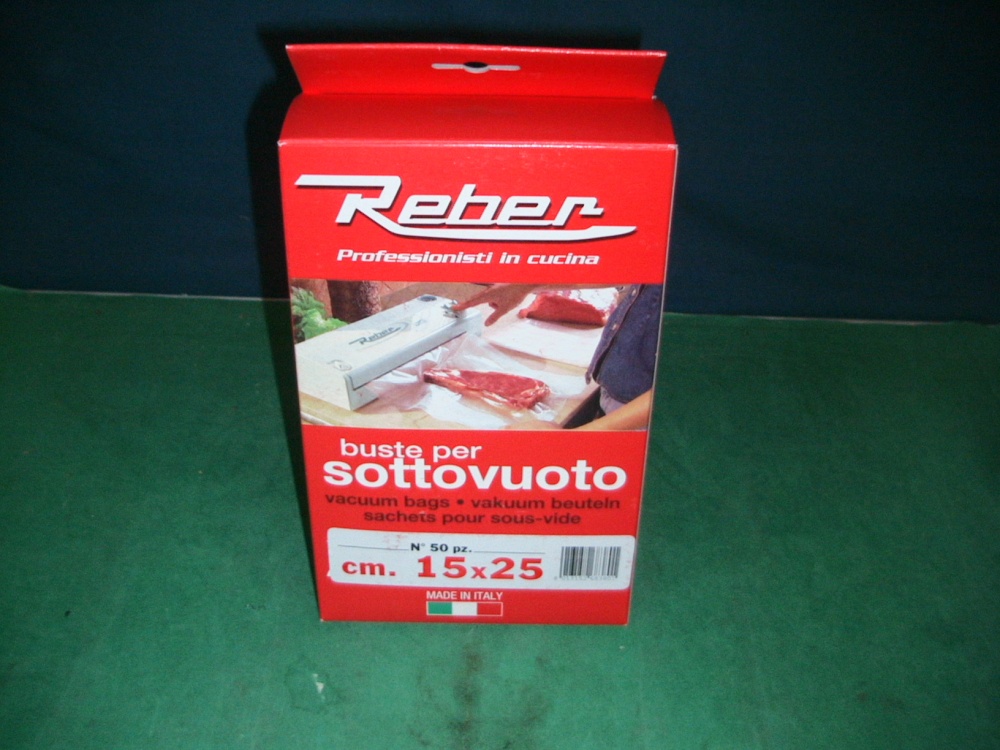 Reber
Professionisti in cucina
Reber
buste per
sottovuoto
vacuum bags • vakuum beuteln
sachets pour sous-vide
N° 50 pz.
cm. 15x25
MADE IN ITALY